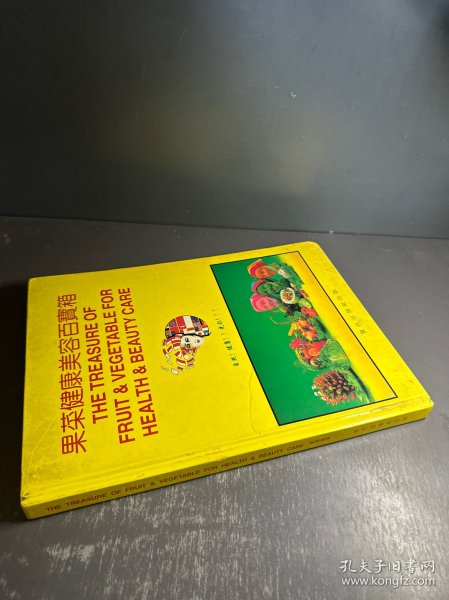 果菜健康美容百寶箱
THE TREASURE OF
FRUIT & VEGETABLE FOR
HEALTH & BEAUTY CARE
THE TREASURE OF FRUIT & VEGETABLE FOR HEALTH & BEAUTY CARE
孔夫子旧书网
www.kongfz.com